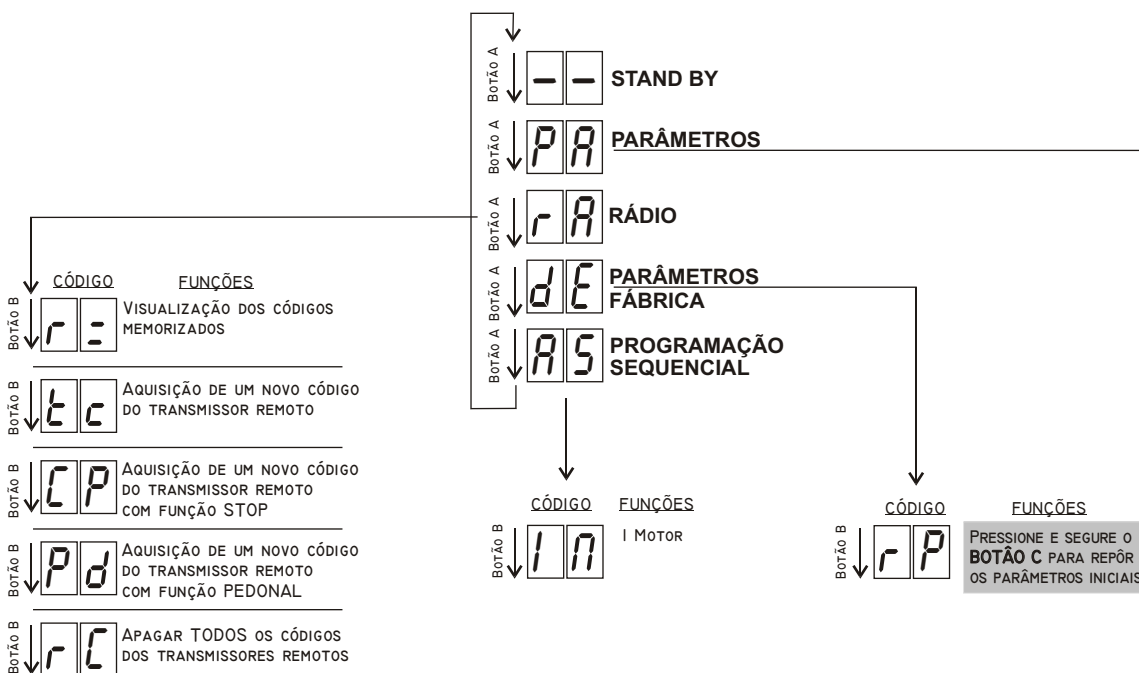 BOTÃO A
-- STAND BY
BOTÃO A
PA PARÂMETROS
BOTÃO A
rA RÁDIO
BOTÃO A
dE PARÂMETROS
FÁBRICA
BOTÃO A
AS PROGRAMAÇÃO
SEQUENCIAL
CÓDIGO FUNÇÕES
BOTÃO B
r= VISUALIZAÇÃO DOS CÓDIGOS
MEMORIZADOS
BOTÃO B
tc AQUISIÇÃO DE UM NOVO CÓDIGO
DO TRANSMISSOR REMOTO
BOTÃO B
CP AQUISIÇÃO DE UM NOVO CÓDIGO
DO TRANSMISSOR REMOTO
COM FUNÇÃO STOP
BOTÃO B
Pd AQUISIÇÃO DE UM NOVO CÓDIGO
DO TRANSMISSOR REMOTO
COM FUNÇÃO PEDONAL
BOTÃO B
rC APAGAR TODOS OS CÓDIGOS
DOS TRANSMISSORES REMOTOS
CÓDIGO FUNÇÕES
BOTÃO B
1M 1 MOTOR
CÓDIGO FUNÇÕES
BOTÃO B
rP PRESSIONE E SEGURE O
BOTÂO C PARA REPÔR
OS PARÂMETROS INICIAIS